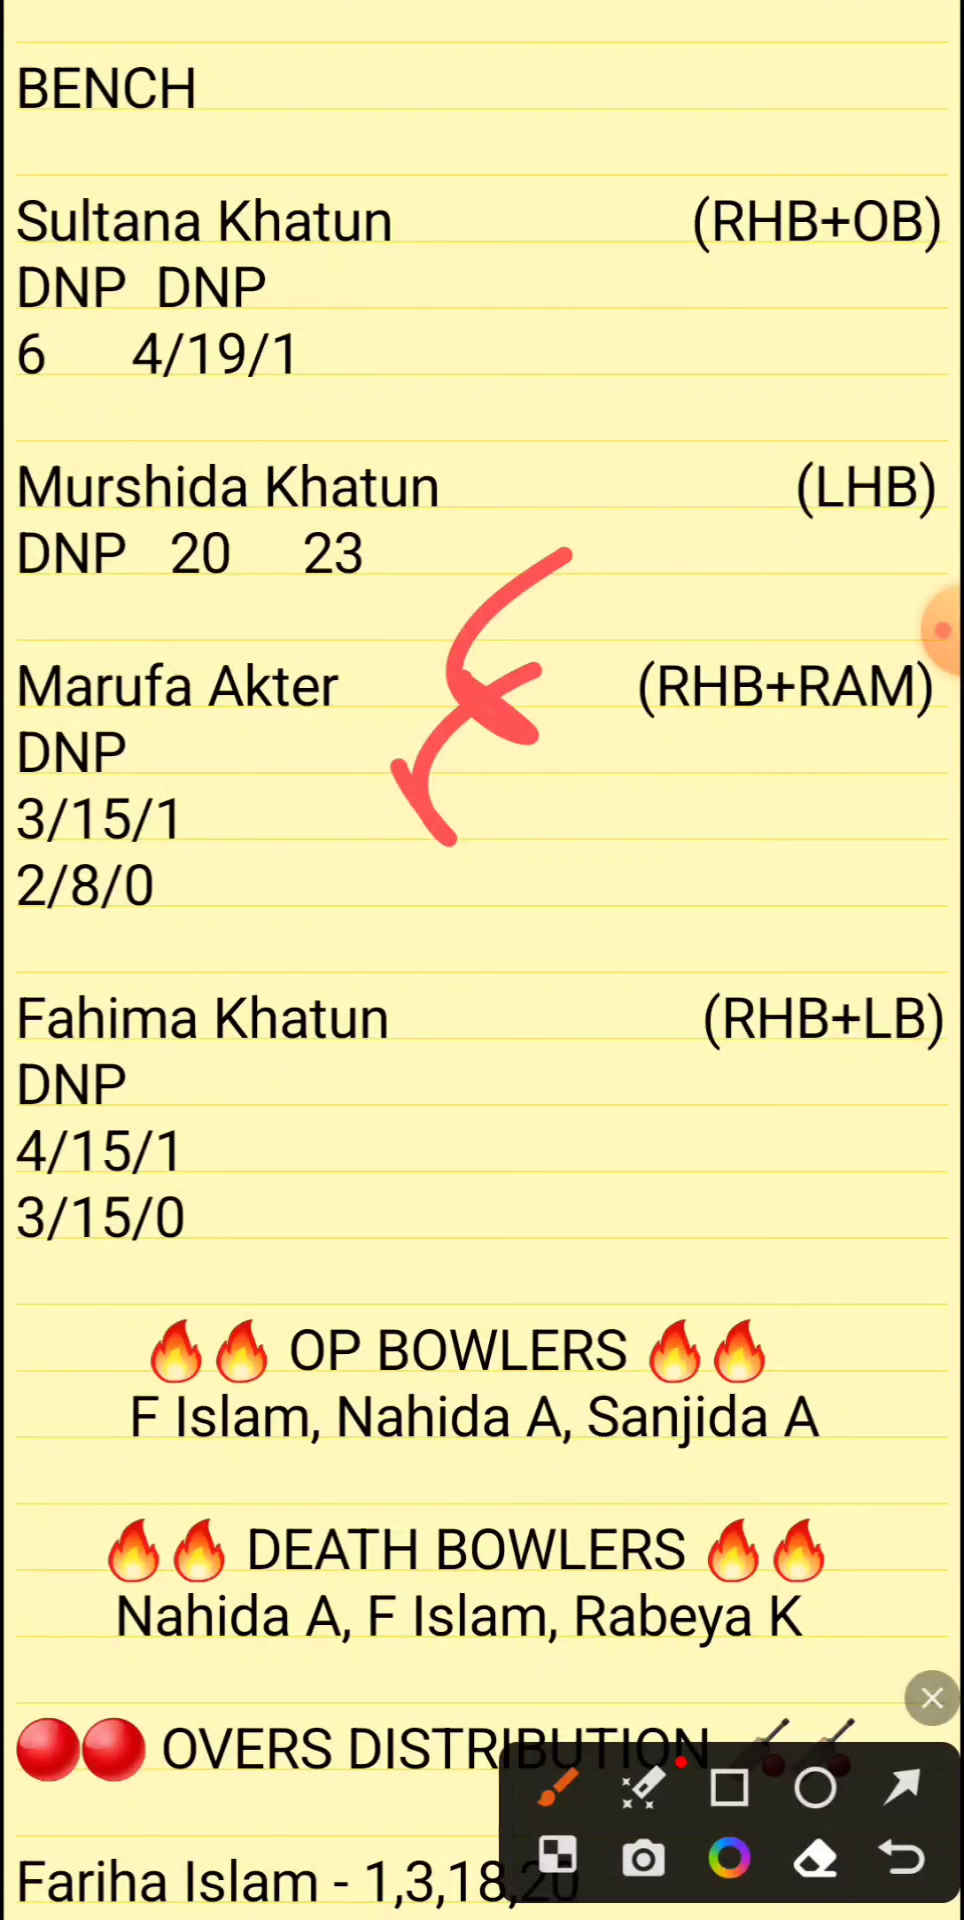 BENCH
Sultana Khatun (RHB+OB)
DNP DNP
6 4/19/1
Murshida Khatun (LHB)
DNP 20 23
Marufa Akter (RHB+RAM)
DNP
3/15/1
2/8/0
Fahima Khatun (RHB+LB)
DNP
4/15/1
3/15/0
🔥🔥 OP BOWLERS 🔥🔥
F Islam, Nahida A, Sanjida A
🔥🔥 DEATH BOWLERS 🔥🔥
Nahida A, F Islam, Rabeya K
🔴🔴 OVERS DISTRIBUTION 🏏🏏
Fariha Islam - 1,3,18,20